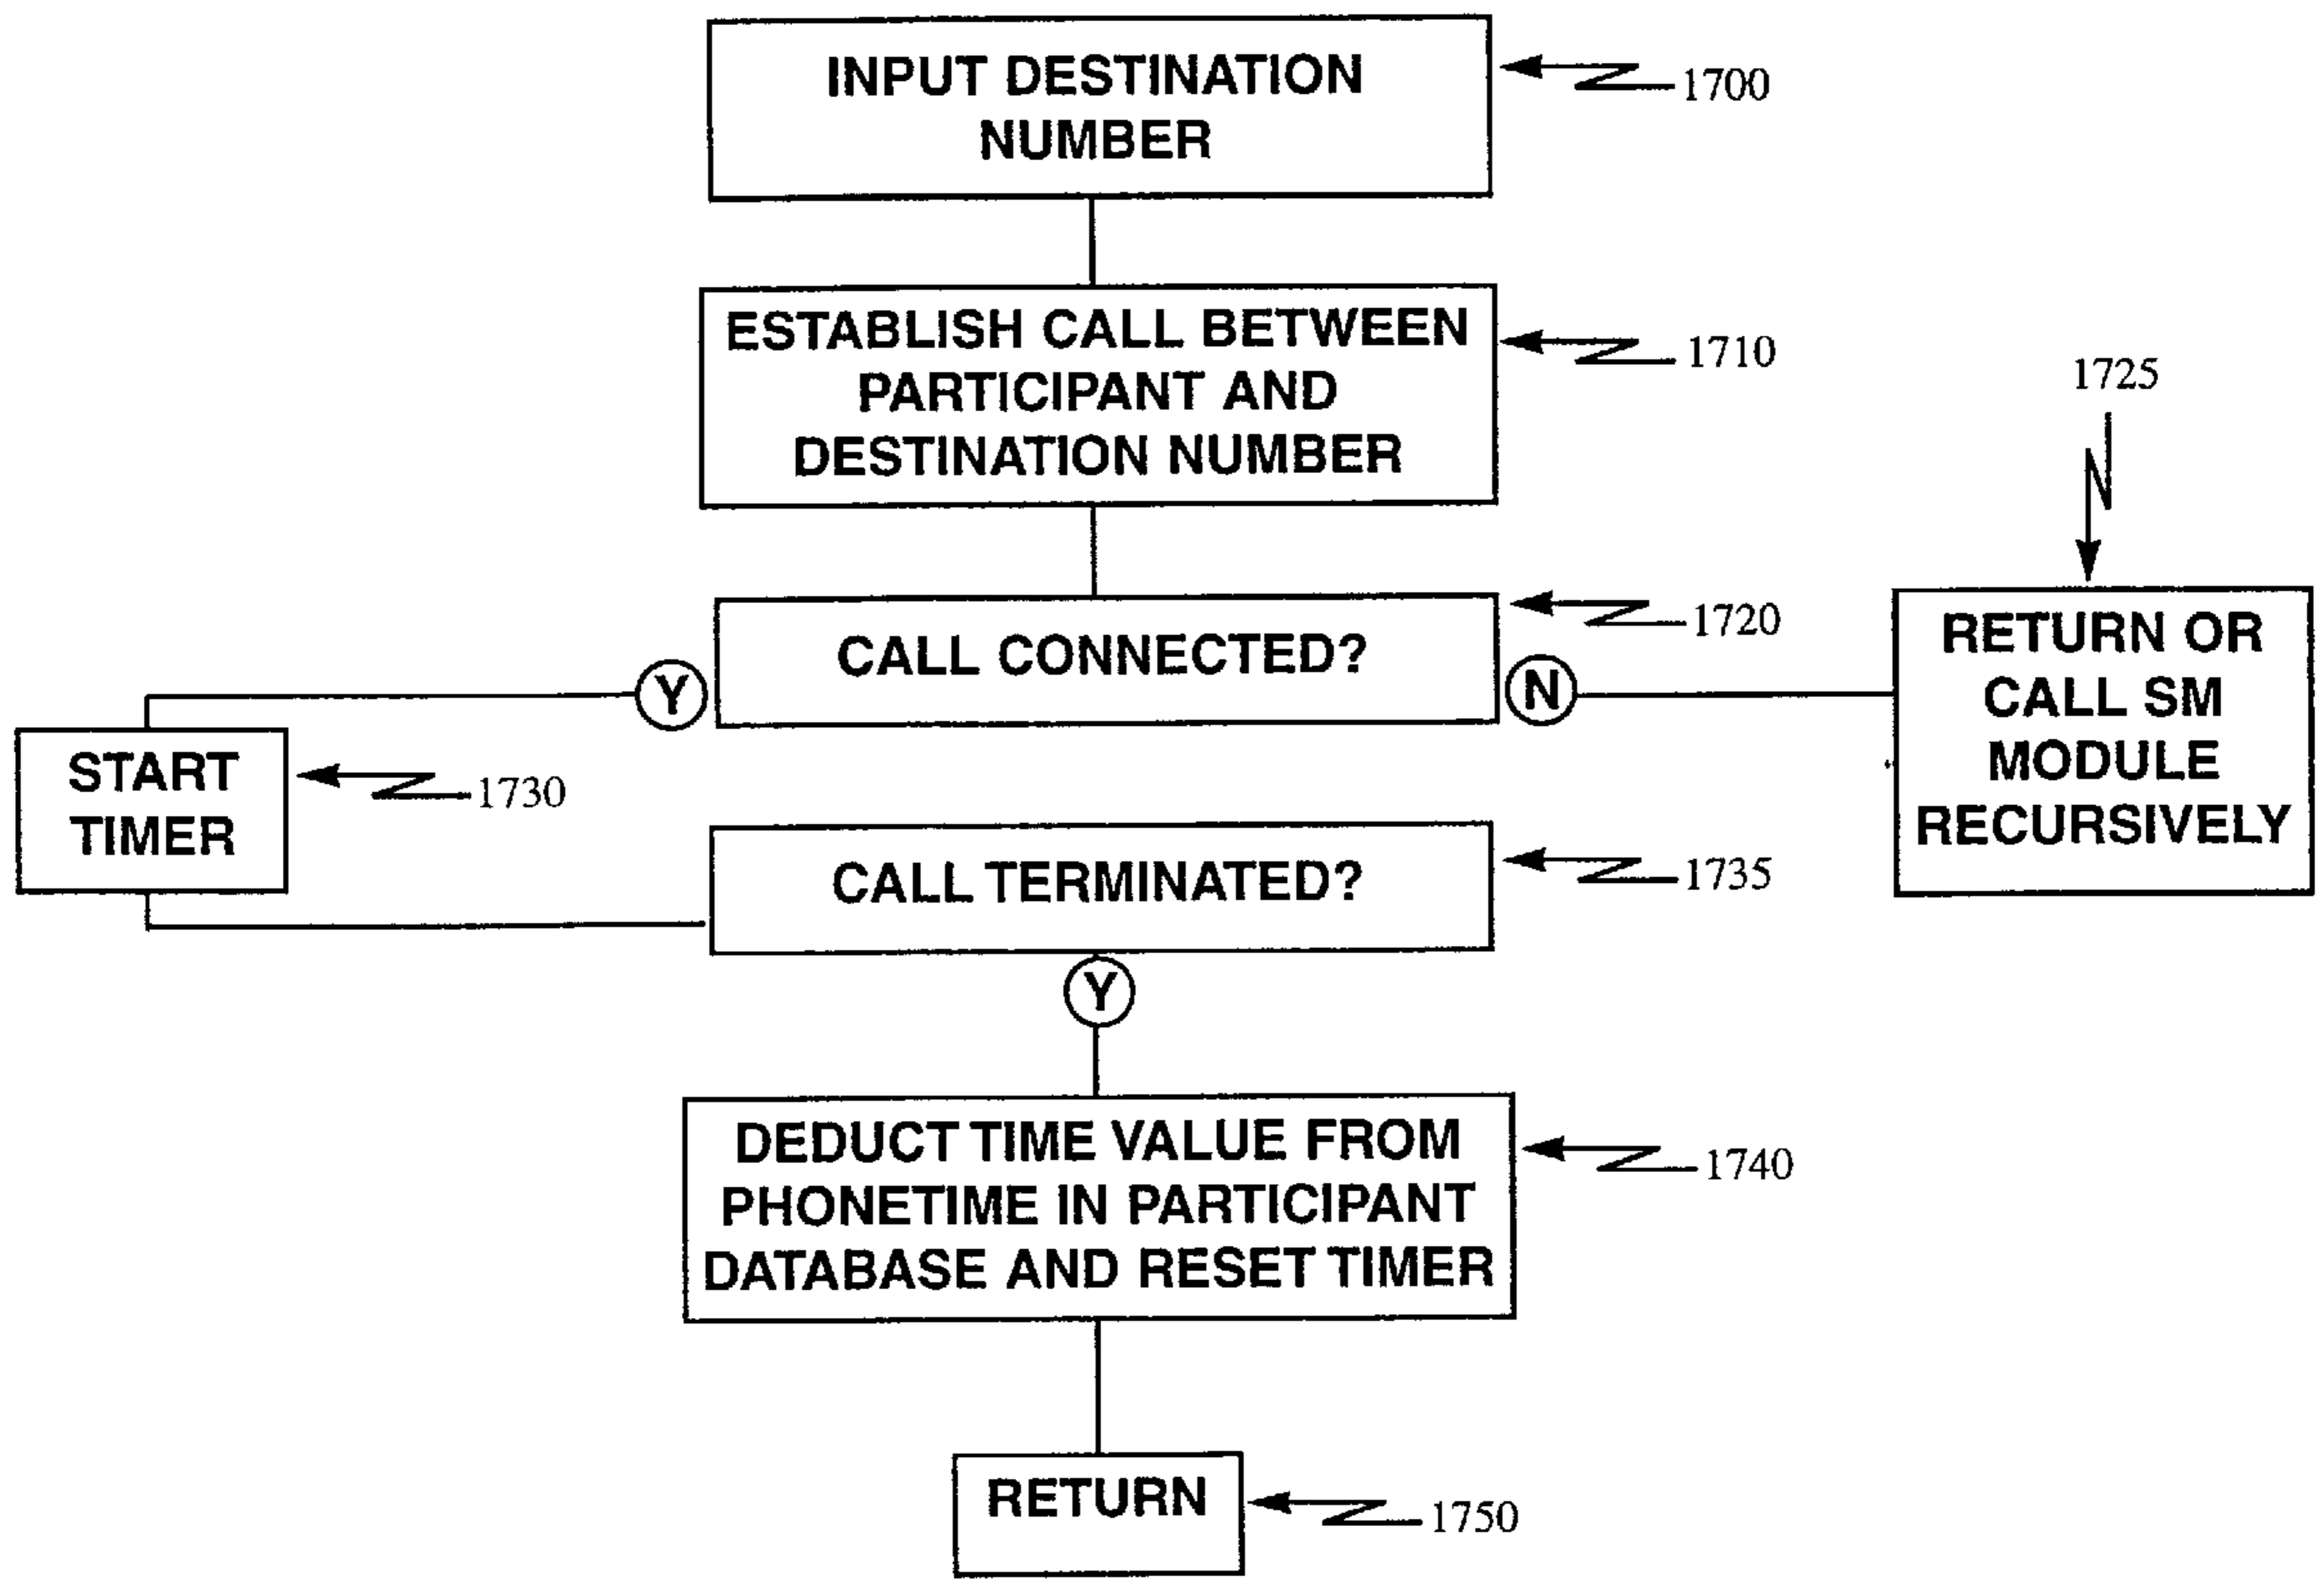 INPUT DESTINATION
NUMBER
1700
ESTABLISH CALL BETWEEN
PARTICIPANT AND
DESTINATION NUMBER
1710
1725
CALL CONNECTED?
1720
Y
N
RETURN OR
CALL SM
MODULE
RECURSIVELY
START
TIMER
1730
CALL TERMINATED?
1735
Y
DEDUCT TIME VALUE FROM
PHONETIME IN PARTICIPANT
DATABASE AND RESET TIMER
1740
RETURN
1750